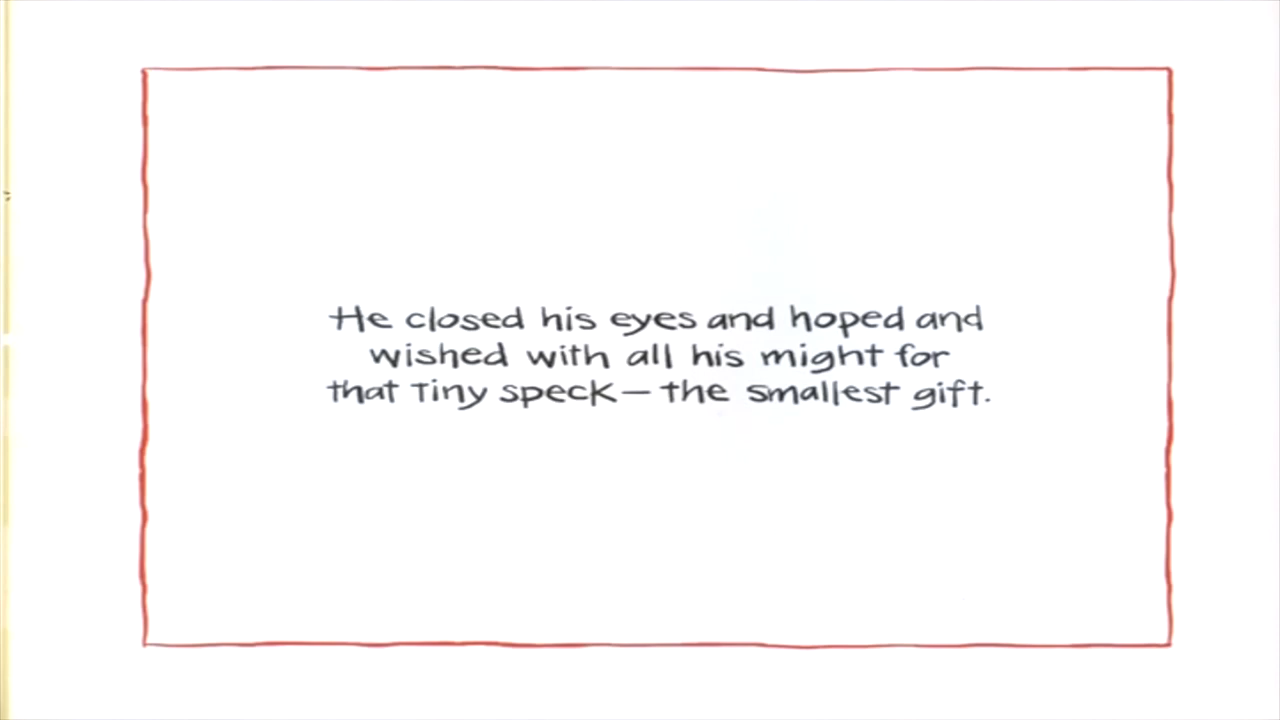 He closed his eyes and hoped and
wished with all his might for
that Tiny speck — the smallest gift.